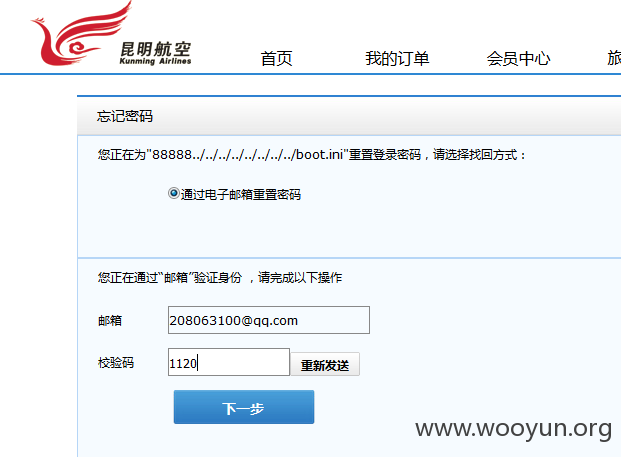 昆明航空
Kunming Airlines
首页 我的订单 会员中心 旅
忘记密码
您正在为"88888../../../../../../../../boot.ini"重置登录密码，请选择找回方式：
通过电子邮箱重置密码
您正在通过“邮箱”验证身份 ，请完成以下操作
邮箱 208063100@qq.com
校验码 1120 重新发送
下一步
www.wooyun.org